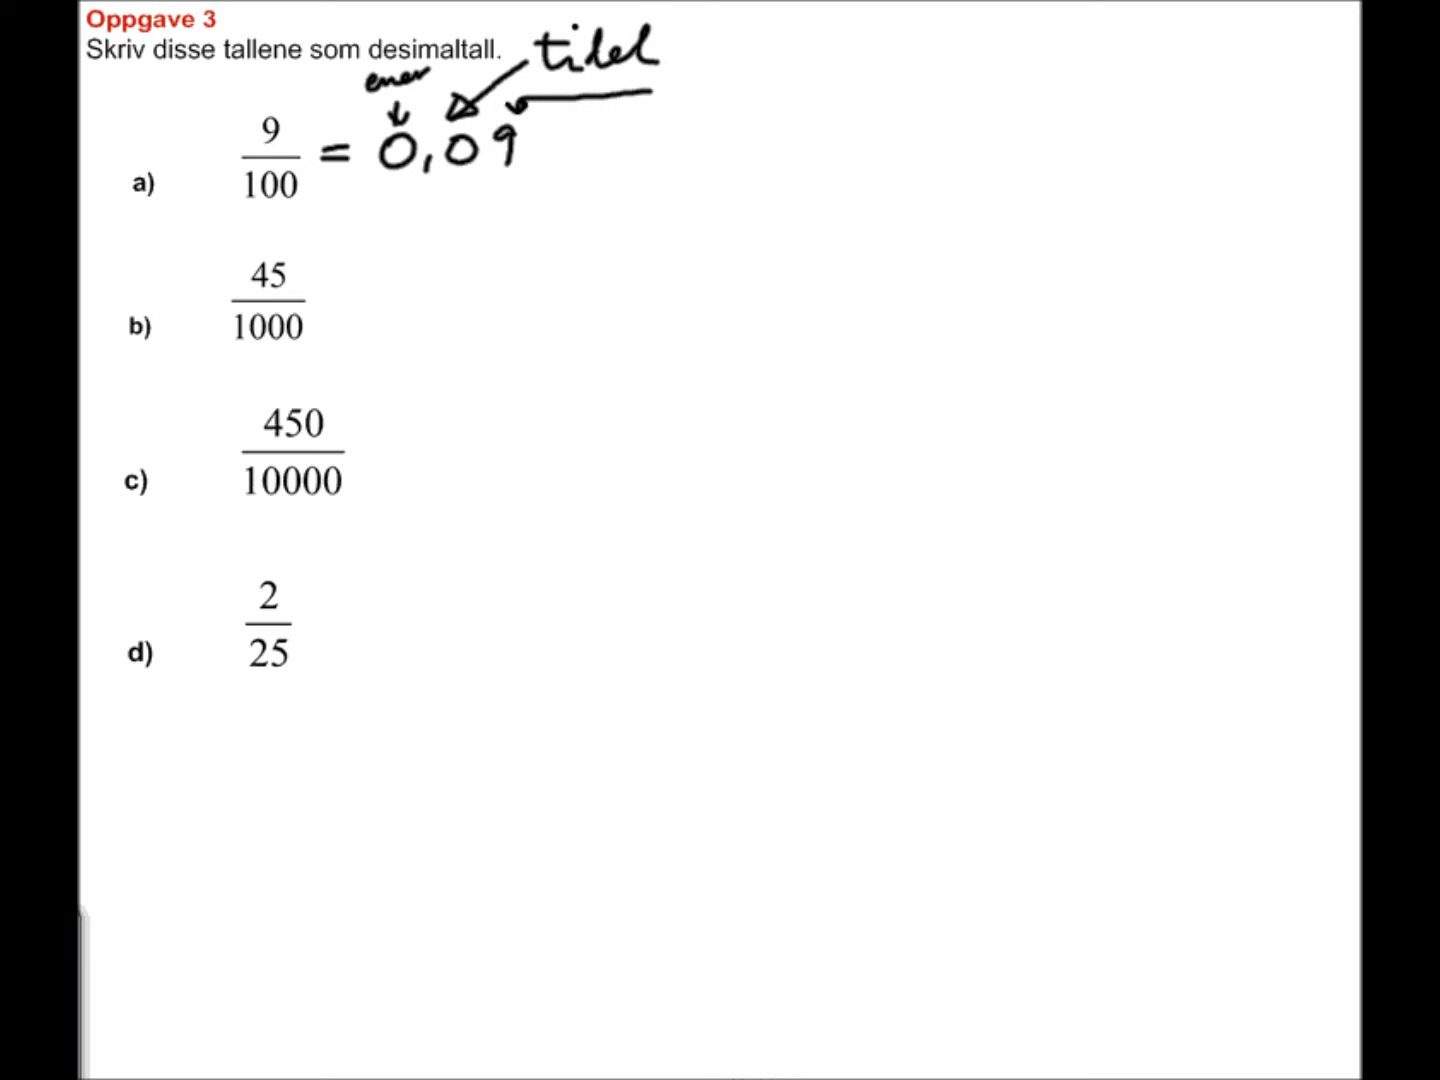 Oppgave 3
Skriv disse tallene som desimaltall.
tidel
ener
a) 9/100 = 0,09
b) 45/1000
c) 450/10000
d) 2/25